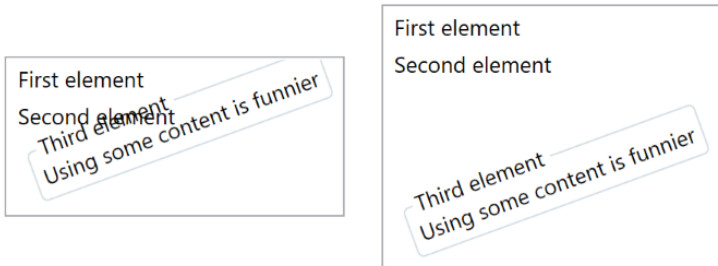 First element
Second element
Third element
Using some content is funnier
First element
Second element
Third element
Using some content is funnier